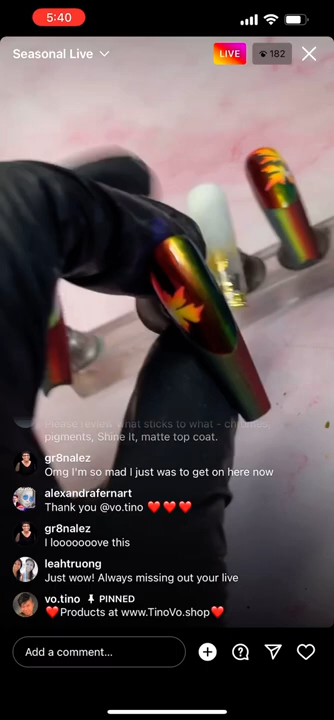 5:40
Seasonal Live
LIVE
182
Please review what sticks to what - chromes,
pigments, Shine It, matte top coat.
gr8nalez
Omg I'm so mad I just was to get on here now
alexandrafernart
Thank you @vo.tino ❤️❤️❤️
gr8nalez
I looooooove this
leahtruong
Just wow! Always missing out your live
vo.tino PINNED
❤️Products at www.TinoVo.shop❤️
Add a comment...